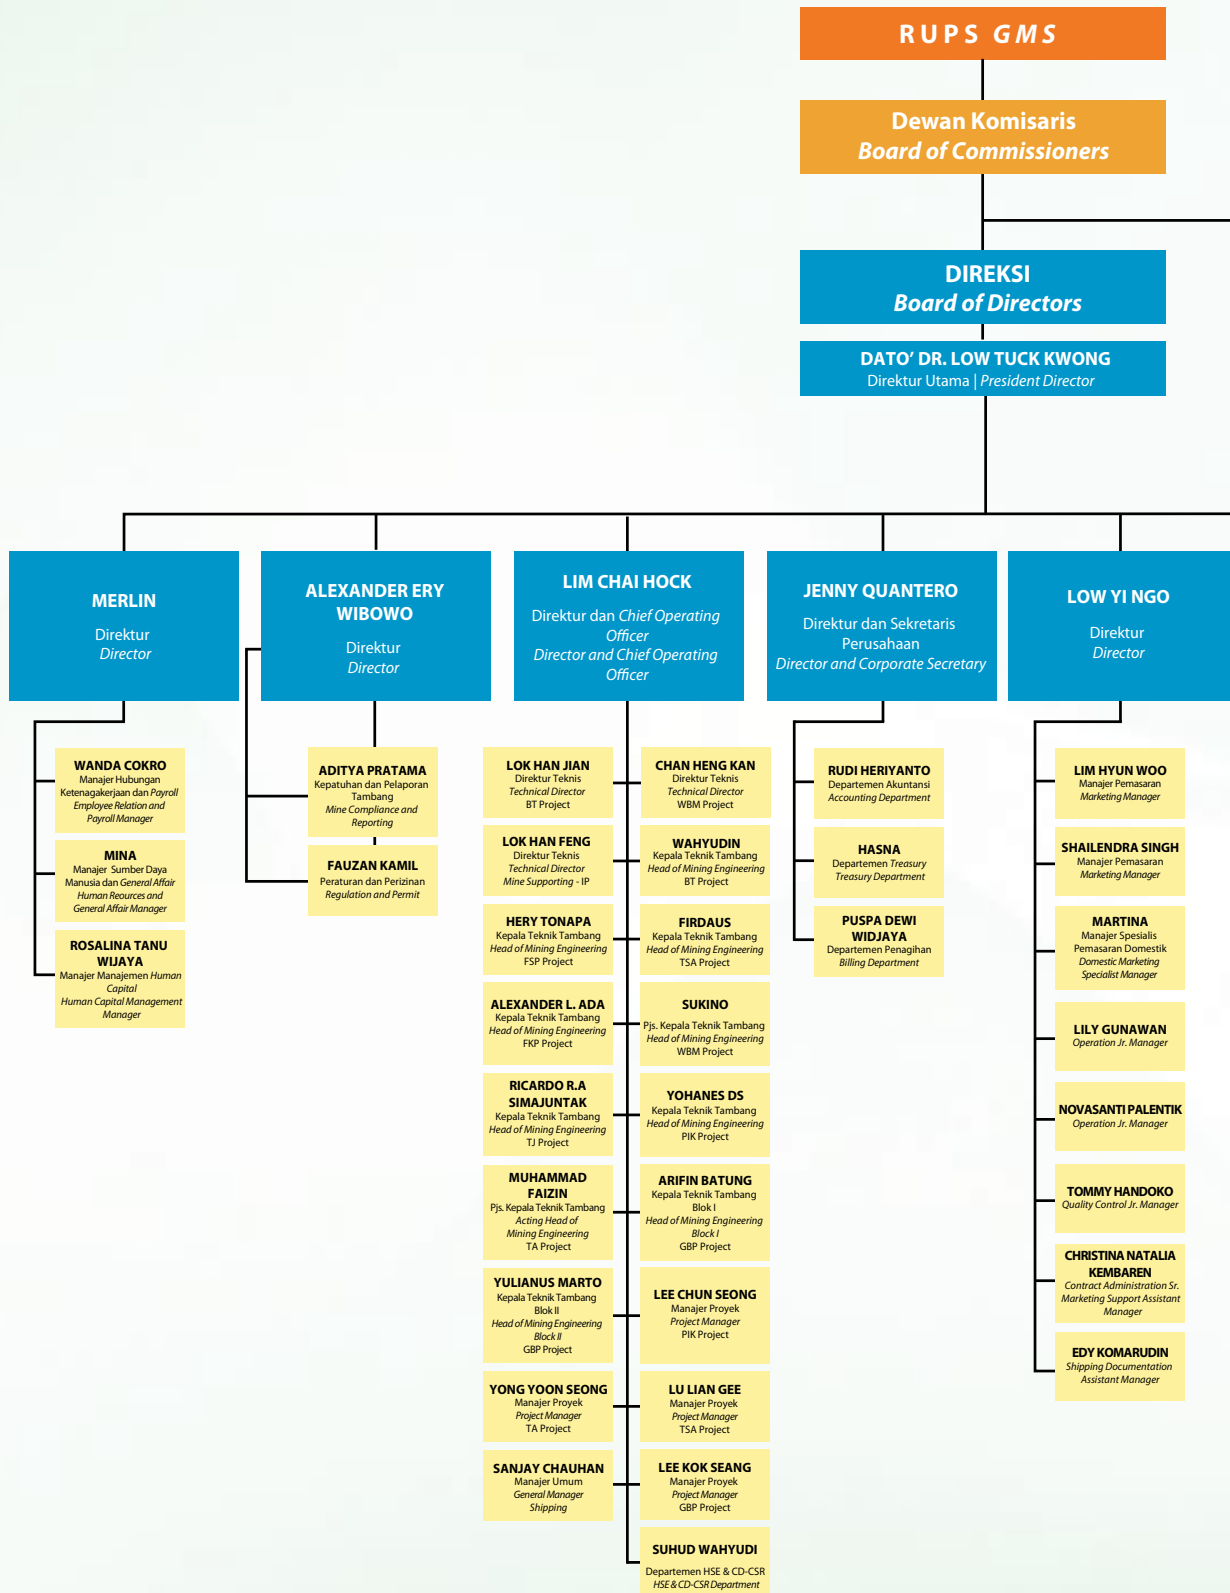 RUPS GMS
Dewan Komisaris
Board of Commissioners
DIREKSI
Board of Directors
DATO’ DR. LOW TUCK KWONG
Direktur Utama | President Director
MERLIN
Direktur
Director
WANDA COKRO
Manajer Hubungan
Ketenagakerjaan dan Payroll
Employee Relation and
Payroll Manager
MINA
Manajer Sumber Daya
Manusia dan General Affair
Human Reources and
General Affair Manager
ROSALINA TANU
WIJAYA
Manajer Manajemen Human
Capital
Human Capital Management
Manager
ALEXANDER ERY
WIBOWO
Direktur
Director
ADITYA PRATAMA
Kepatuhan dan Pelaporan
Tambang
Mine Compliance and
Reporting
FAUZAN KAMIL
Peraturan dan Perizinan
Regulation and Permit
LIM CHAI HOCK
Direktur dan Chief Operating
Officer
Director and Chief Operating
Officer
LOK HAN JIAN
Direktur Teknis
Technical Director
BT Project
CHAN HENG KAN
Direktur Teknis
Technical Director
WBM Project
LOK HAN FENG
Direktur Teknis
Technical Director
Mine Supporting - IP
WAHYUDIN
Kepala Teknik Tambang
Head of Mining Engineering
BT Project
HERY TONAPA
Kepala Teknik Tambang
Head of Mining Engineering
FSP Project
FIRDAUS
Kepala Teknik Tambang
Head of Mining Engineering
TSA Project
ALEXANDER L. ADA
Kepala Teknik Tambang
Head of Mining Engineering
FKP Project
SUKINO
Pjs. Kepala Teknik Tambang
Head of Mining Engineering
WBM Project
RICARDO R.A
SIMAJUNTAK
Kepala Teknik Tambang
Head of Mining Engineering
TJ Project
YOHANES DS
Kepala Teknik Tambang
Head of Mining Engineering
PIK Project
MUHAMMAD
FAIZIN
Pjs. Kepala Teknik Tambang
Acting Head of
Mining Engineering
TA Project
ARIFIN BATUNG
Kepala Teknik Tambang
Blok I
Head of Mining Engineering
Block I
GBP Project
YULIANUS MARTO
Kepala Teknik Tambang
Blok II
Head of Mining Engineering
Block II
GBP Project
LEE CHUN SEONG
Manajer Proyek
Project Manager
PIK Project
YONG YOON SEONG
Manajer Proyek
Project Manager
TA Project
LU LIAN GEE
Manajer Proyek
Project Manager
TSA Project
SANJAY CHAUHAN
Manajer Umum
General Manager
Shipping
LEE KOK SEANG
Manajer Proyek
Project Manager
GBP Project
SUHUD WAHYUDI
Departemen HSE & CD-CSR
HSE & CD-CSR Department
JENNY QUANTERO
Direktur dan Sekretaris
Perusahaan
Director and Corporate Secretary
RUDI HERIYANTO
Departemen Akuntansi
Accounting Department
HASNA
Departemen Treasury
Treasury Department
PUSPA DEWI
WIDJAYA
Departemen Penagihan
Billing Department
LOW YI NGO
Direktur
Director
LIM HYUN WOO
Manajer Pemasaran
Marketing Manager
SHAILENDRA SINGH
Manajer Pemasaran
Marketing Manager
MARTINA
Manajer Spesialis
Pemasaran Domestik
Domestic Marketing
Specialist Manager
LILY GUNAWAN
Operation Jr. Manager
NOVASANTI PALENTIK
Operation Jr. Manager
TOMMY HANDOKO
Quality Control Jr. Manager
CHRISTINA NATALIA
KEMBAREN
Contract Administration Sr.
Marketing Support Assistant
Manager
EDY KOMARUDIN
Shipping Documentation
Assistant Manager